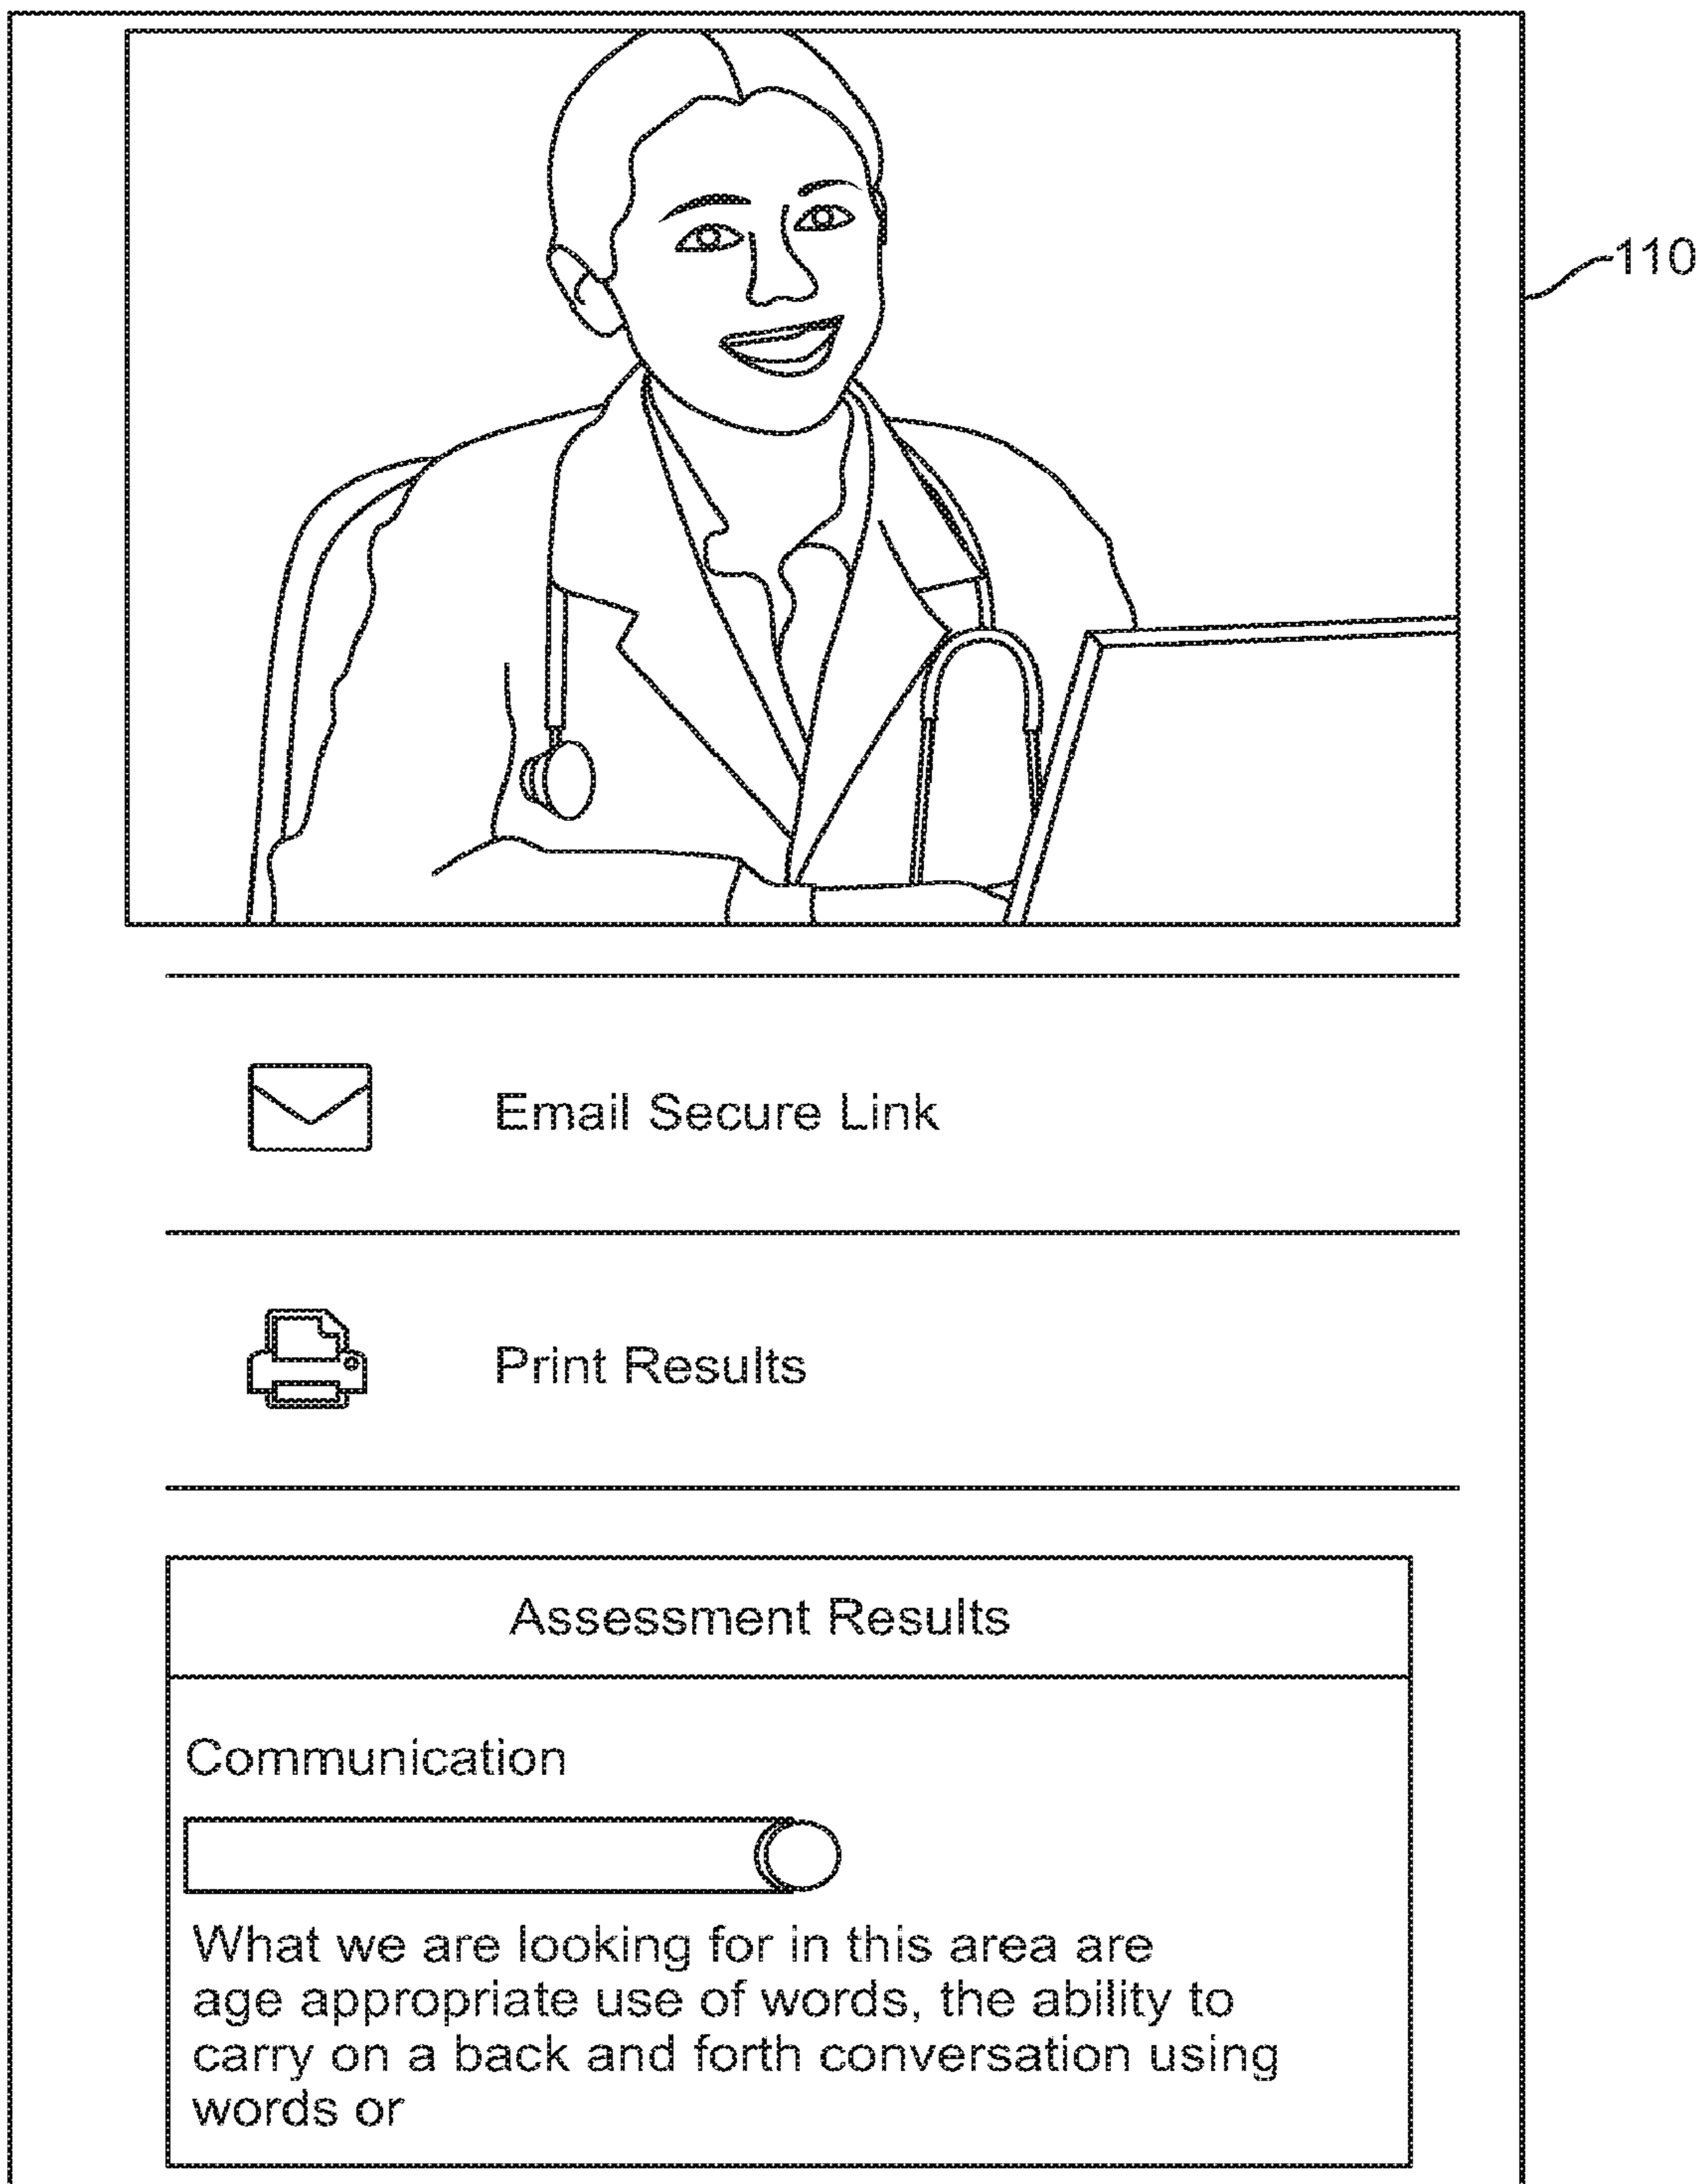 110
Email Secure Link
Print Results
Assessment Results
Communication
What we are looking for in this area are
age appropriate use of words, the ability to
carry on a back and forth conversation using
words or